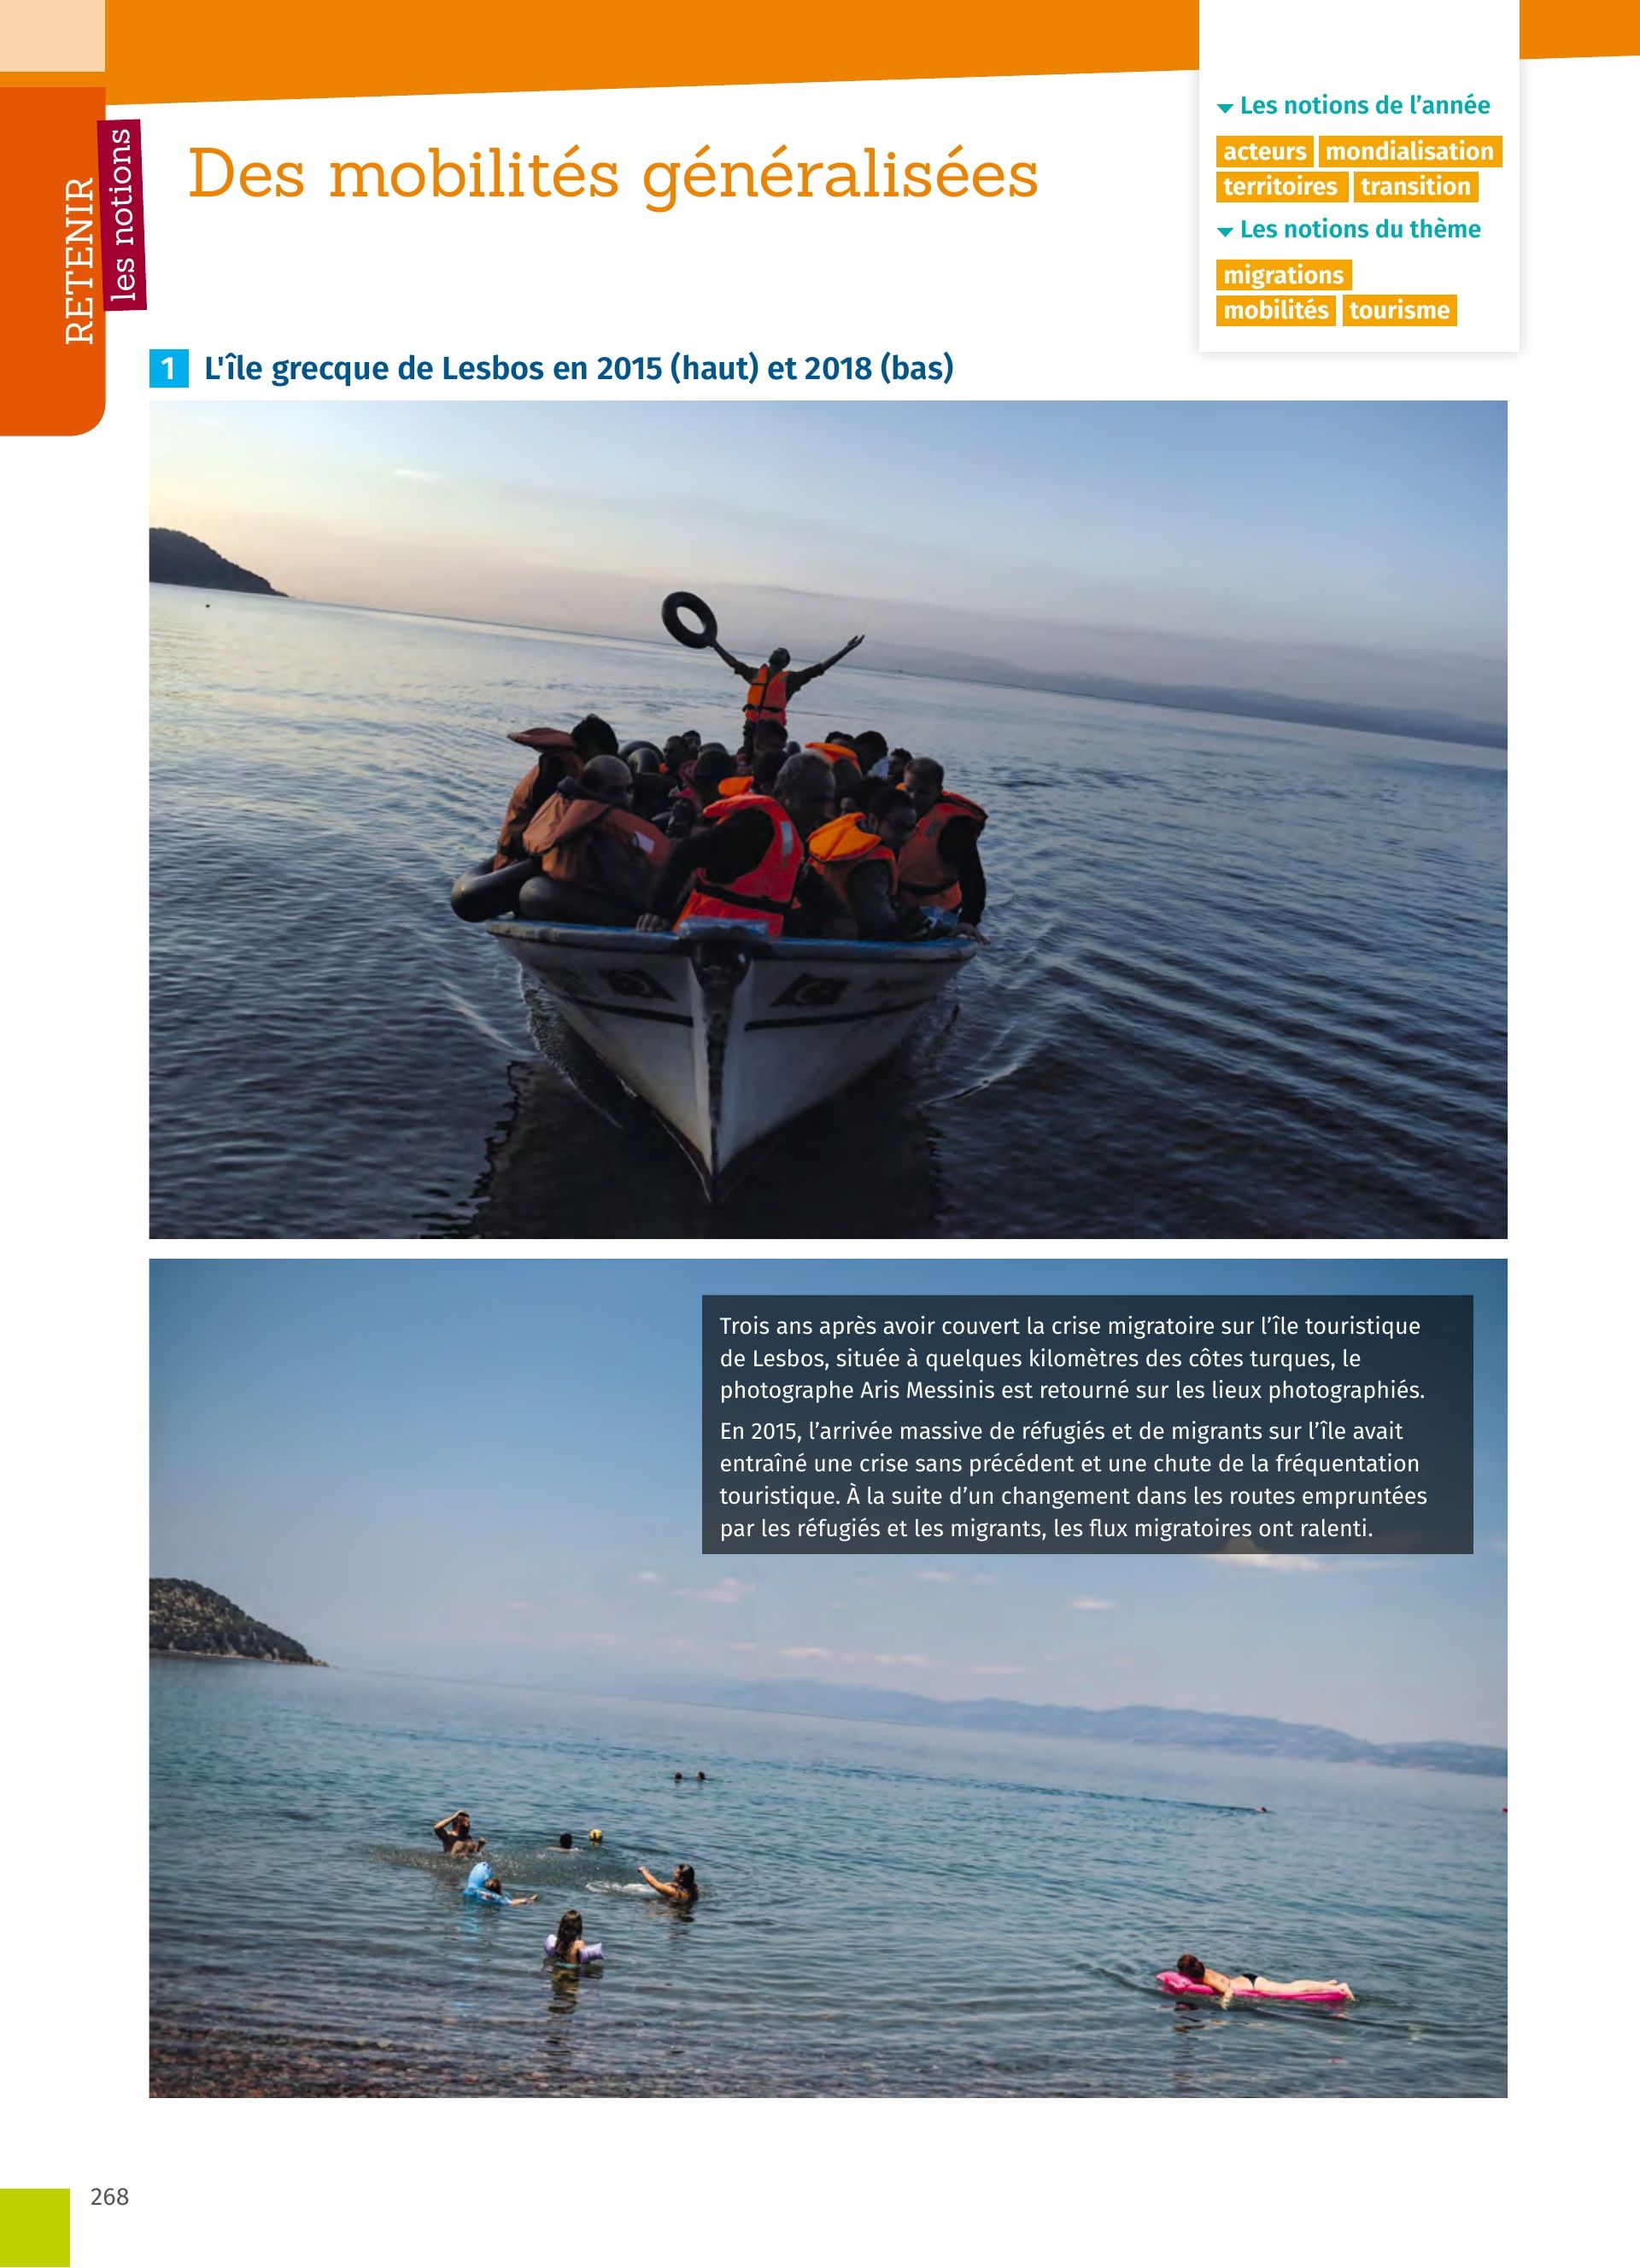 RETENIR
les notions
Des mobilités généralisées
Les notions de l'année
acteurs mondialisation
territoires transition
Les notions du thème
migrations
mobilités tourisme
1 L'île grecque de Lesbos en 2015 (haut) et 2018 (bas)
Trois ans après avoir couvert la crise migratoire sur l'île touristique
de Lesbos, située à quelques kilomètres des côtes turques, le
photographe Aris Messinis est retourné sur les lieux photographiés.
En 2015, l'arrivée massive de réfugiés et de migrants sur l'île avait
entraîné une crise sans précédent et une chute de la fréquentation
touristique. À la suite d'un changement dans les routes empruntées
par les réfugiés et les migrants, les flux migratoires ont ralenti.
268